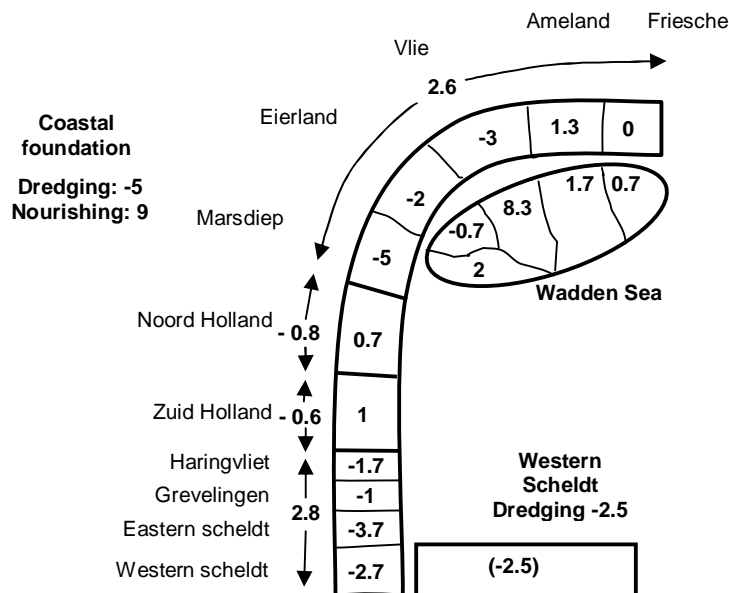 Ameland Friesche
Vlie
2.6
Eierland
Coastal
foundation
Dredging: -5
Nourishing: 9
-3 1.3 0
-2
1.7 0.7
8.3
-0.7
2
Marsdiep
-5
Wadden Sea
Noord Holland - 0.8 0.7
Zuid Holland - 0.6 1
Haringvliet -1.7
Grevelingen -1
2.8
Eastern scheldt -3.7
Western scheldt -2.7
Western
Scheldt
Dredging -2.5
(-2.5)